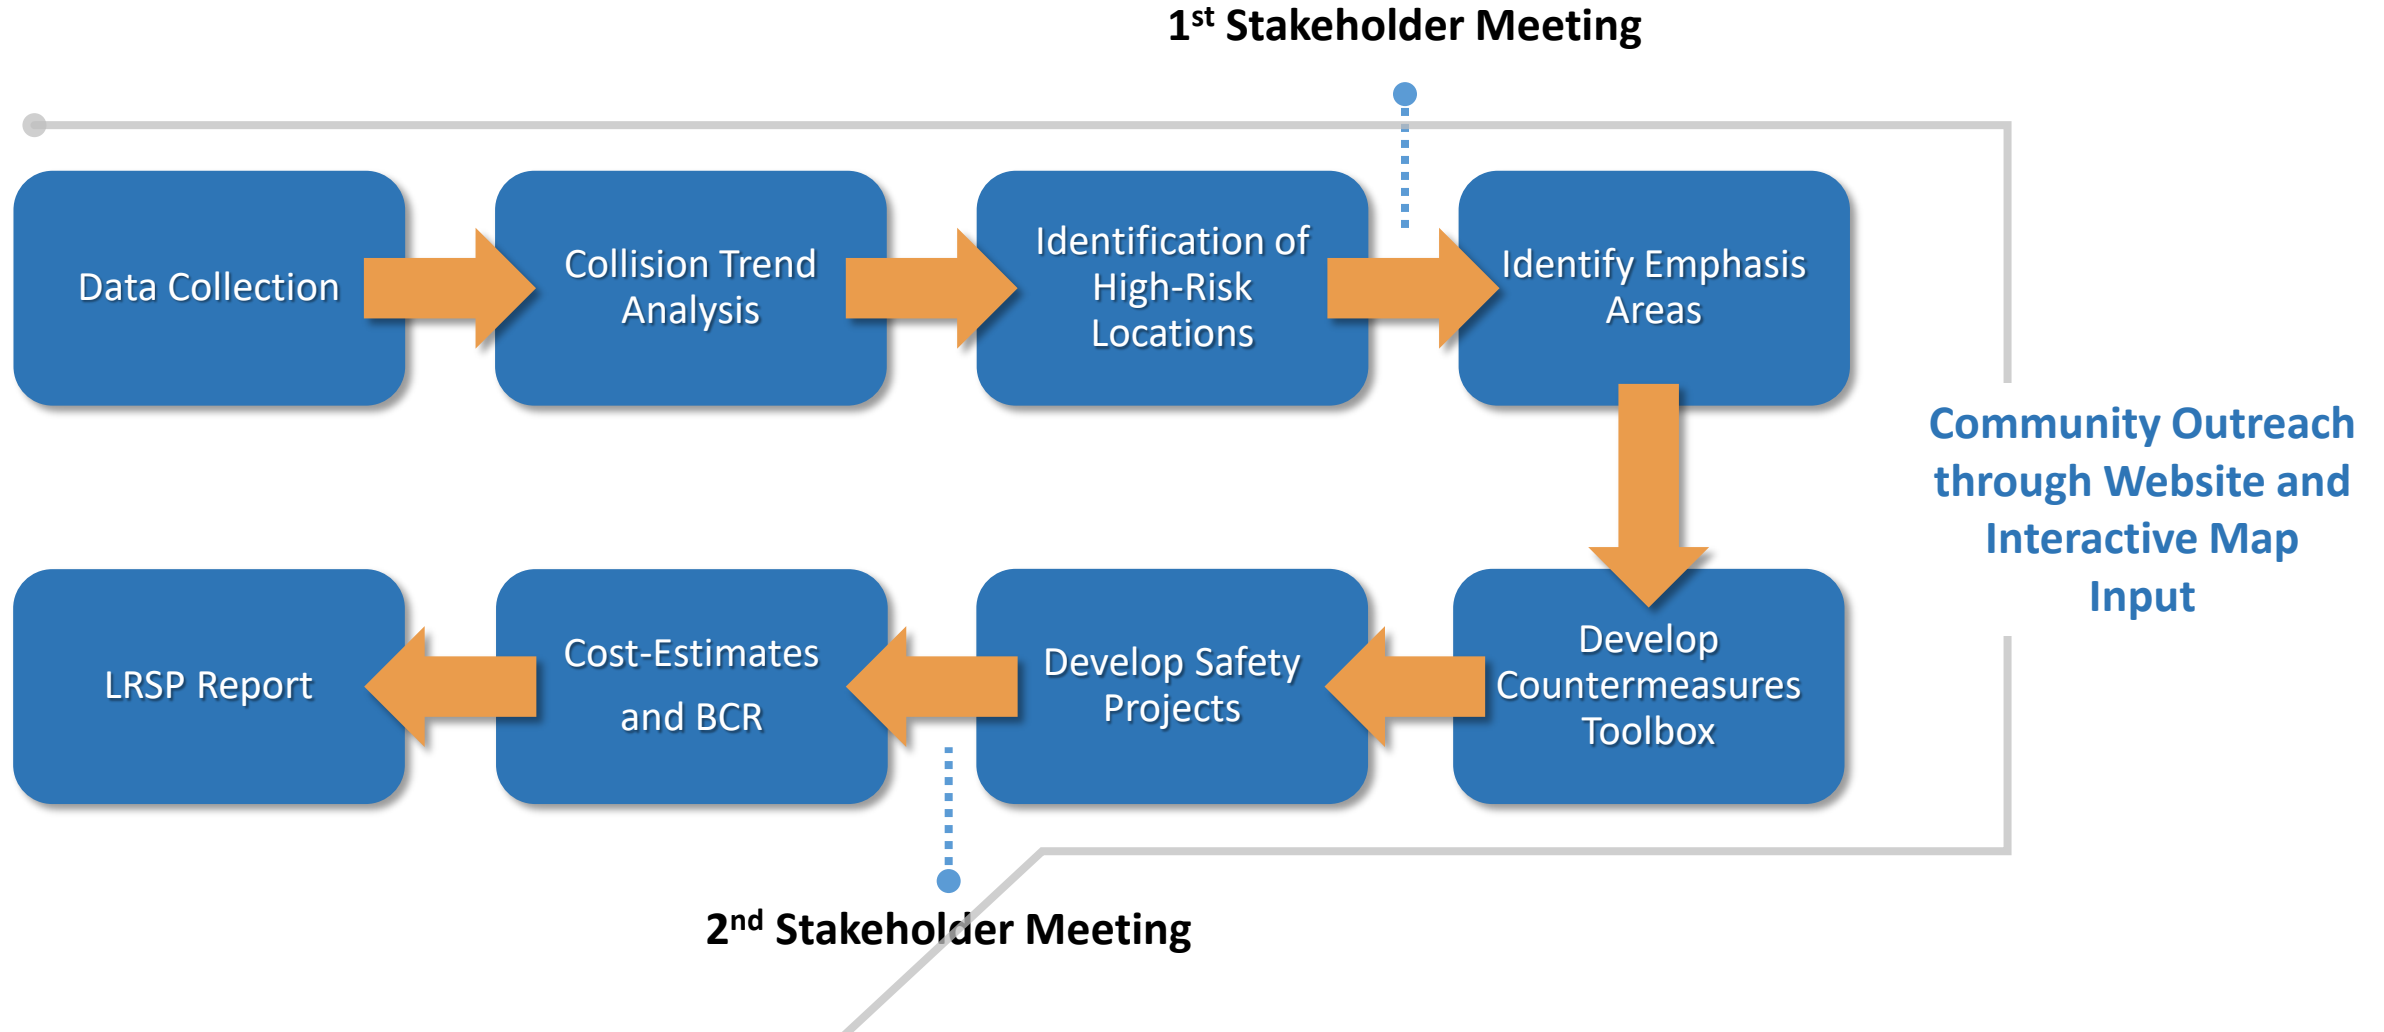 1st Stakeholder Meeting
Data Collection
Collision Trend
Analysis
Identification of
High-Risk
Locations
Identify Emphasis
Areas
Community Outreach
through Website and
Interactive Map
Input
Develop
Countermeasures
Toolbox
Develop Safety
Projects
Cost-Estimates
and BCR
LRSP Report
2nd Stakeholder Meeting